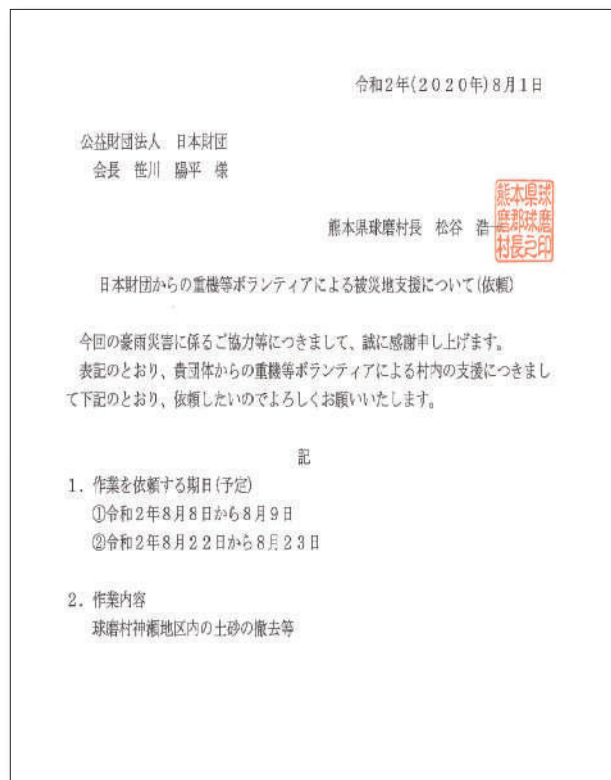 令和2年(2020年)8月1日
公益財団法人　日本財団
会長　笹川　陽平　様
熊本県球磨村長　松谷　浩一
熊本県球
磨郡球磨
村長之印
日本財団からの重機等ボランティアによる被災地支援について(依頼)
今回の豪雨災害に係るご協力等につきまして、誠に感謝申し上げます。
表記のとおり、貴団体からの重機等ボランティアによる村内の支援につきまし
て下記のとおり、依頼したいのでよろしくお願いいたします。
記
1．作業を依頼する期日(予定)
①令和2年8月8日から8月9日
②令和2年8月22日から8月23日
2．作業内容
球磨村神瀬地区内の土砂の撤去等